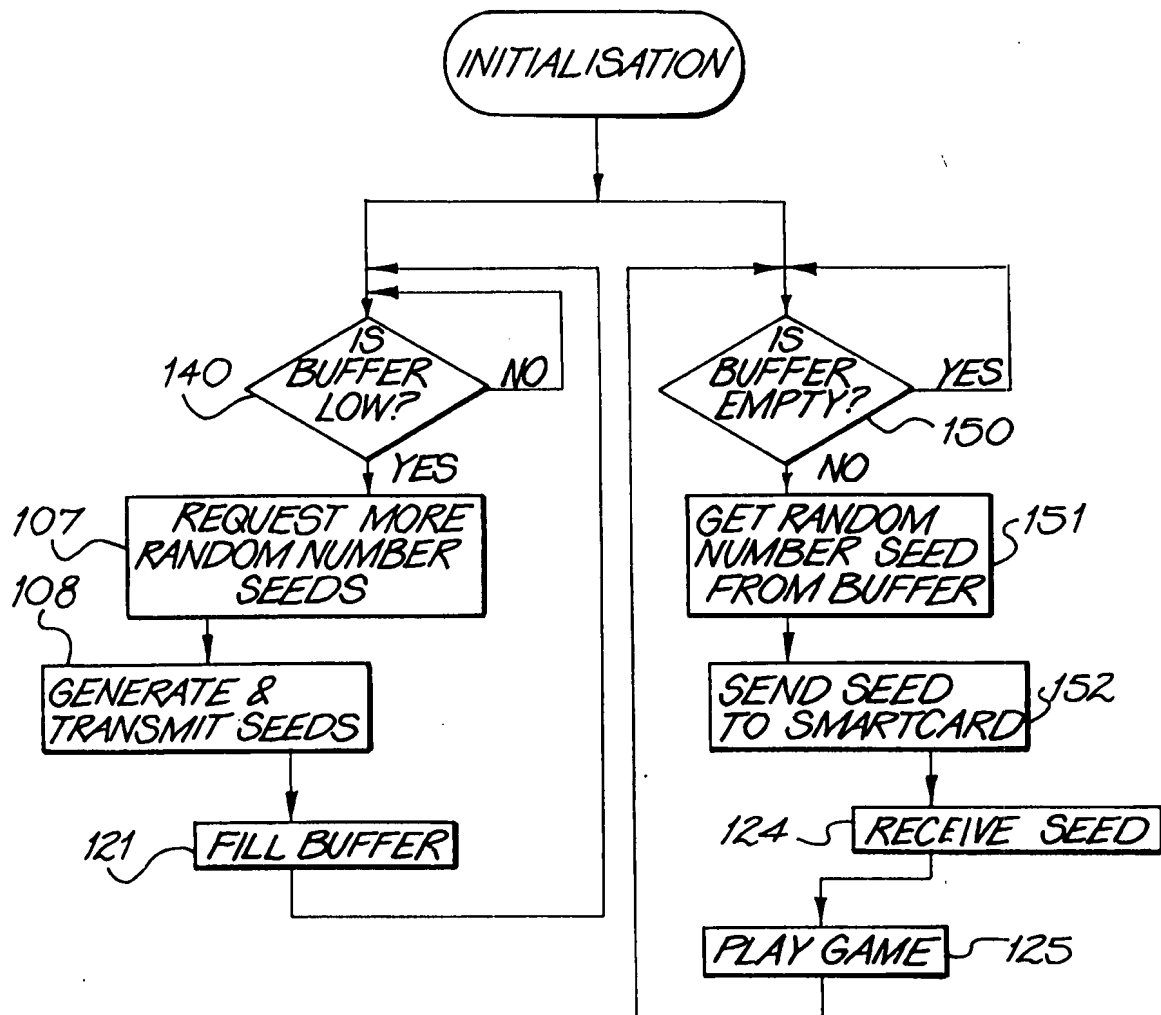 INITIALISATION
IS
BUFFER
LOW?
140
NO
YES
REQUEST MORE
RANDOM NUMBER
SEEDS
107
108
GENERATE &
TRANSMIT SEEDS
121
FILL BUFFER
IS
BUFFER
EMPTY?
YES
150
NO
GET RANDOM
NUMBER SEED
FROM BUFFER
151
SEND SEED
TO SMARTCARD
152
124
RECEIVE SEED
PLAY GAME
125